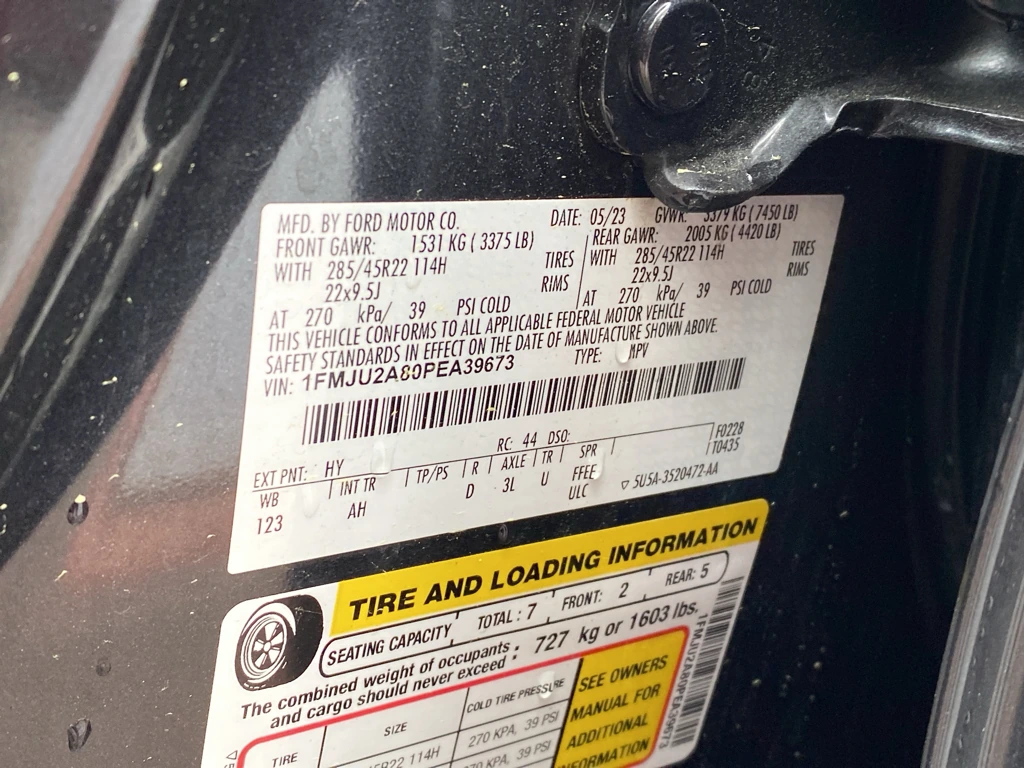 MFD. BY FORD MOTOR CO. DATE: 05/23 GVWR: 3379 KG ( 7450 LB)
FRONT GAWR: 1531 KG ( 3375 LB) REAR GAWR: 2005 KG ( 4420 LB)
WITH 285/45R22 114H TIRES WITH 285/45R22 114H TIRES
22x9.5J RIMS 22x9.5J RIMS
AT 270 kPa/ 39 PSI COLD AT 270 kPa/ 39 PSI COLD
THIS VEHICLE CONFORMS TO ALL APPLICABLE FEDERAL MOTOR VEHICLE
SAFETY STANDARDS IN EFFECT ON THE DATE OF MANUFACTURE SHOWN ABOVE.
VIN: 1FMJU2A80PEA39673 TYPE: MPV
EXT PNT: HY RC: 44 DSO: F0228
WB INT TR TP/PS R AXLE TR SPR T0435
123 AH D 3L U FFEE
ULC ▽ 5U5A-3520472-AA
TIRE AND LOADING INFORMATION
SEATING CAPACITY TOTAL : 7 FRONT: 2 REAR: 5
The combined weight of occupants and cargo should never exceed : 727 kg or 1603 lbs.
TIRE SIZE COLD TIRE PRESSURE
45R22 114H 270 KPA, 39 PSI
270 KPA, 39 PSI
SEE OWNERS
MANUAL FOR
ADDITIONAL
INFORMATION
1FMJU2A80PEA39673